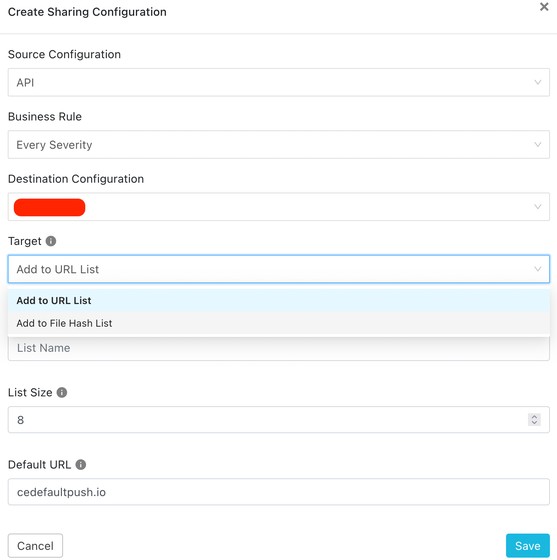 Create Sharing Configuration
Source Configuration
API
Business Rule
Every Severity
Destination Configuration
Target
Add to URL List
Add to URL List
Add to File Hash List
List Name
List Size
8
Default URL
cedefaultpush.io
Cancel
Save